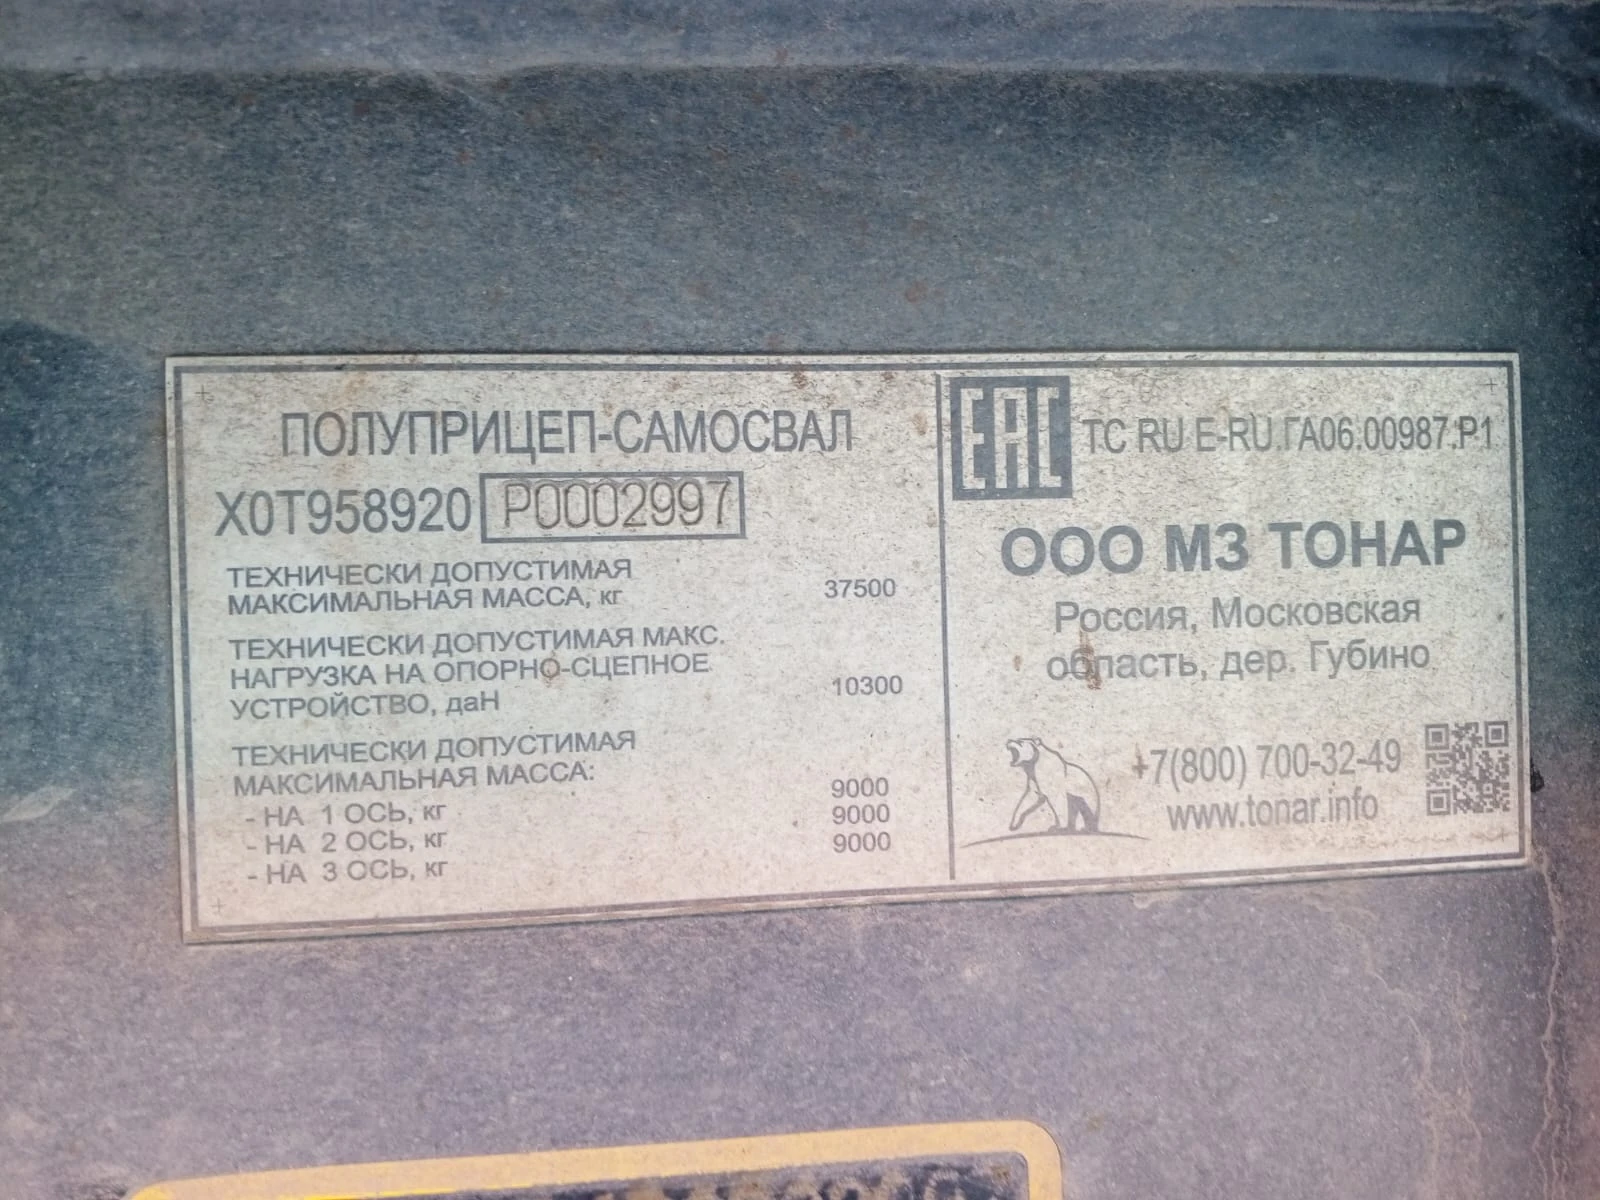 ПОЛУПРИЦЕП-САМОСВАЛ
X0T958920 P0002997
ТЕХНИЧЕСКИ ДОПУСТИМАЯ
МАКСИМАЛЬНАЯ МАССА, кг 37500
ТЕХНИЧЕСКИ ДОПУСТИМАЯ МАКС.
НАГРУЗКА НА ОПОРНО-СЦЕПНОЕ
УСТРОЙСТВО, даН 10300
ТЕХНИЧЕСКИ ДОПУСТИМАЯ
МАКСИМАЛЬНАЯ МАССА:
- НА 1 ОСЬ, кг 9000
- НА 2 ОСЬ, кг 9000
- НА 3 ОСЬ, кг 9000
EAC ТС RU E-RU.ГА06.00987.Р1
ООО МЗ ТОНАР
Россия, Московская
область, дер. Губино
+7(800) 700-32-49
www.tonar.info